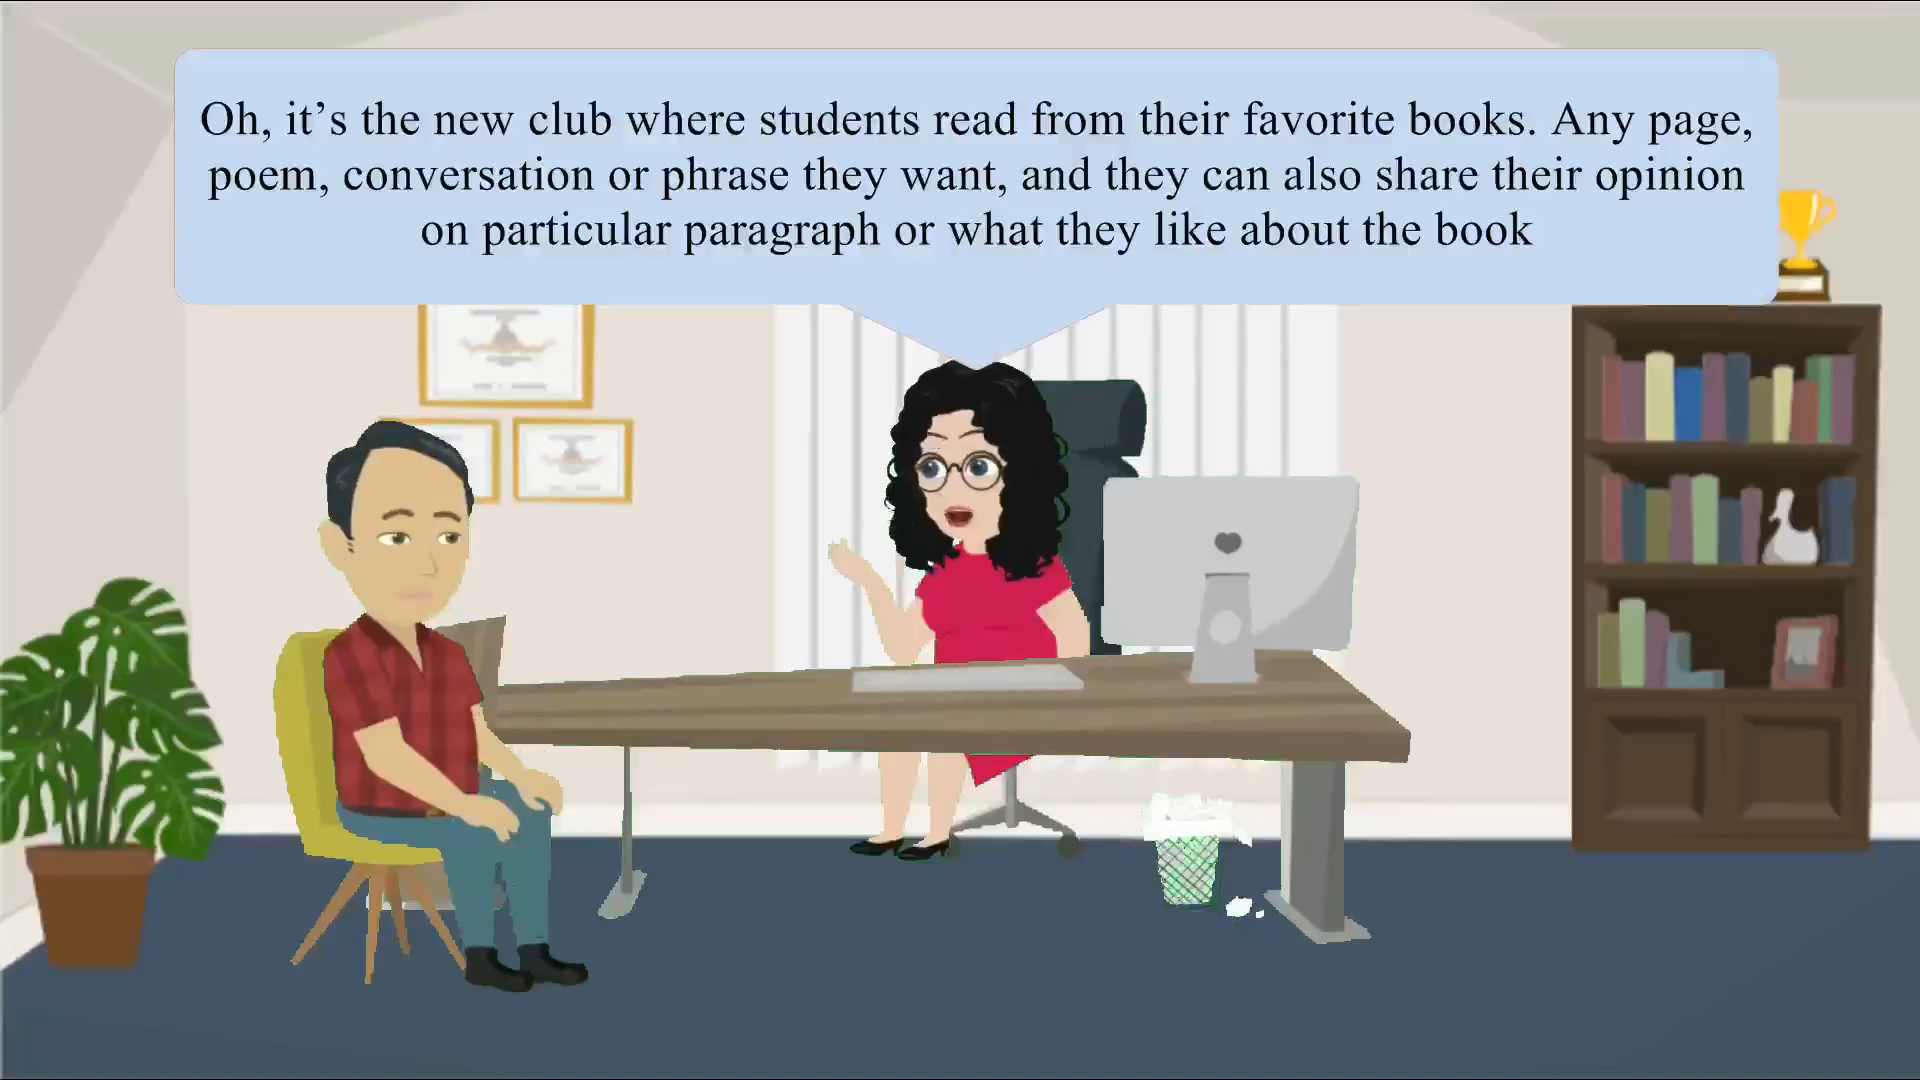 Oh, it’s the new club where students read from their favorite books. Any page,
poem, conversation or phrase they want, and they can also share their opinion
on particular paragraph or what they like about the book